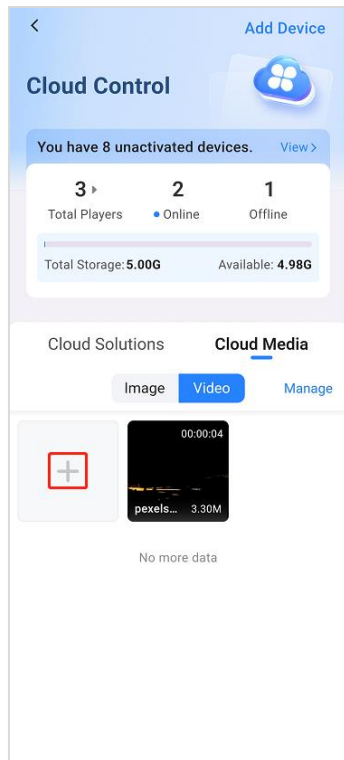 Add Device
Cloud Control
You have 8 unactivated devices. View >
3 2 1
Total Players Online Offline
Total Storage: 5.00G Available: 4.98G
Cloud Solutions Cloud Media
Image Video Manage
00:00:04
pexels... 3.30M
No more data